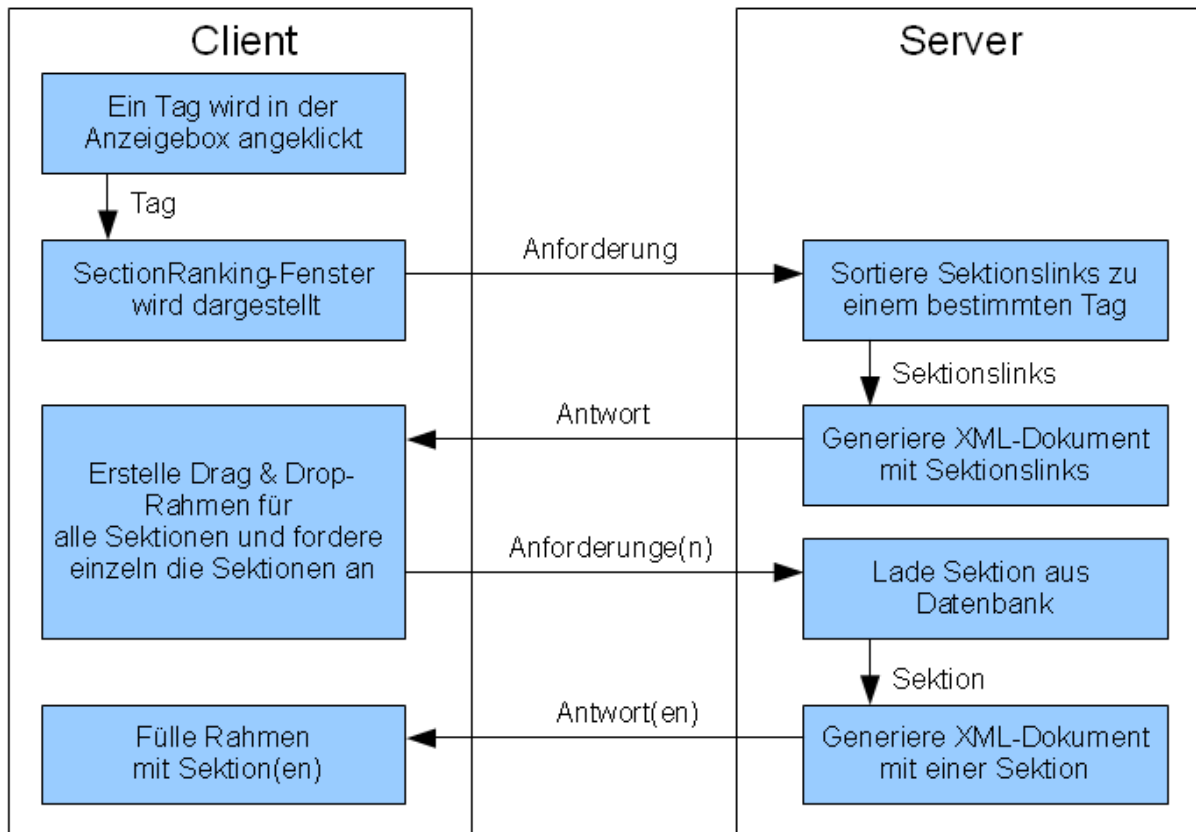 Client
Server
Ein Tag wird in der
Anzeigebox angeklickt
Tag
SectionRanking-Fenster
wird dargestellt
Anforderung
Sortiere Sektionslinks zu
einem bestimmten Tag
Sektionslinks
Generiere XML-Dokument
mit Sektionslinks
Antwort
Erstelle Drag & Drop-
Rahmen für
alle Sektionen und fordere
einzeln die Sektionen an
Anforderunge(n)
Lade Sektion aus
Datenbank
Sektion
Generiere XML-Dokument
mit einer Sektion
Antwort(en)
Fülle Rahmen
mit Sektion(en)